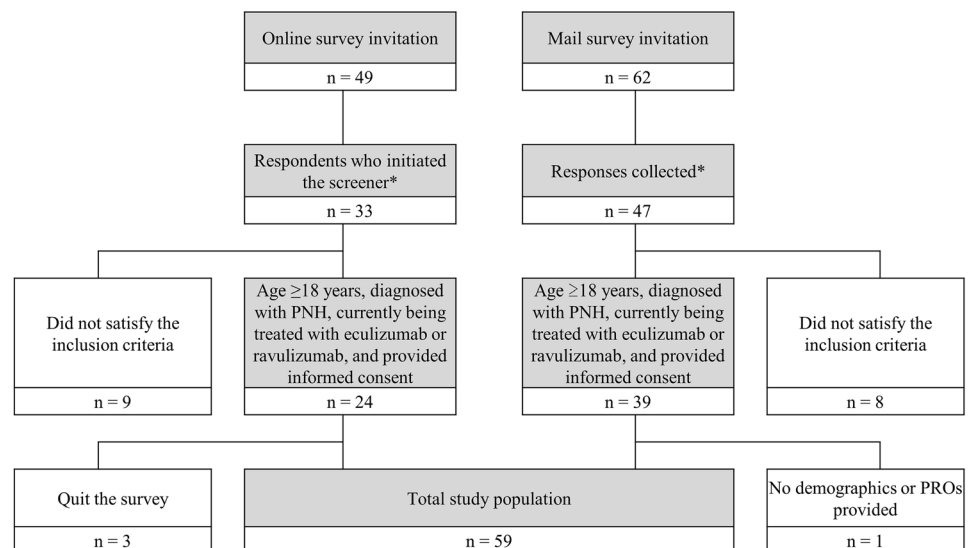 Online survey invitation
n = 49
Mail survey invitation
n = 62
Respondents who initiated
the screener*
n = 33
Responses collected*
n = 47
Did not satisfy the
inclusion criteria
n = 9
Age ≥18 years, diagnosed
with PNH, currently being
treated with eculizumab or
ravulizumab, and provided
informed consent
n = 24
Age ≥18 years, diagnosed
with PNH, currently being
treated with eculizumab or
ravulizumab, and provided
informed consent
n = 39
Did not satisfy the
inclusion criteria
n = 8
Quit the survey
n = 3
Total study population
n = 59
No demographics or PROs
provided
n = 1